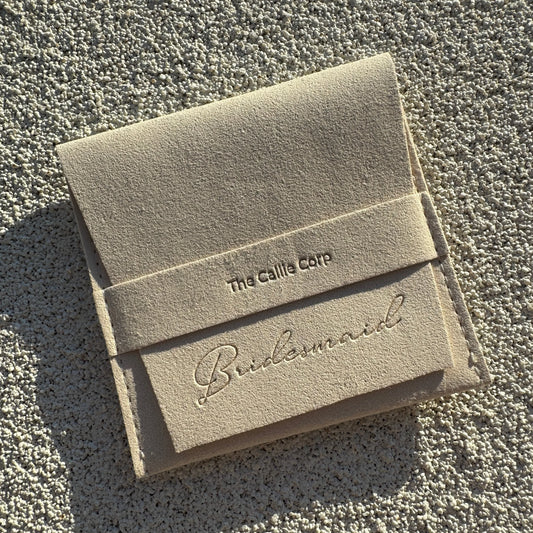 The Callie Corp
Bridesmaid